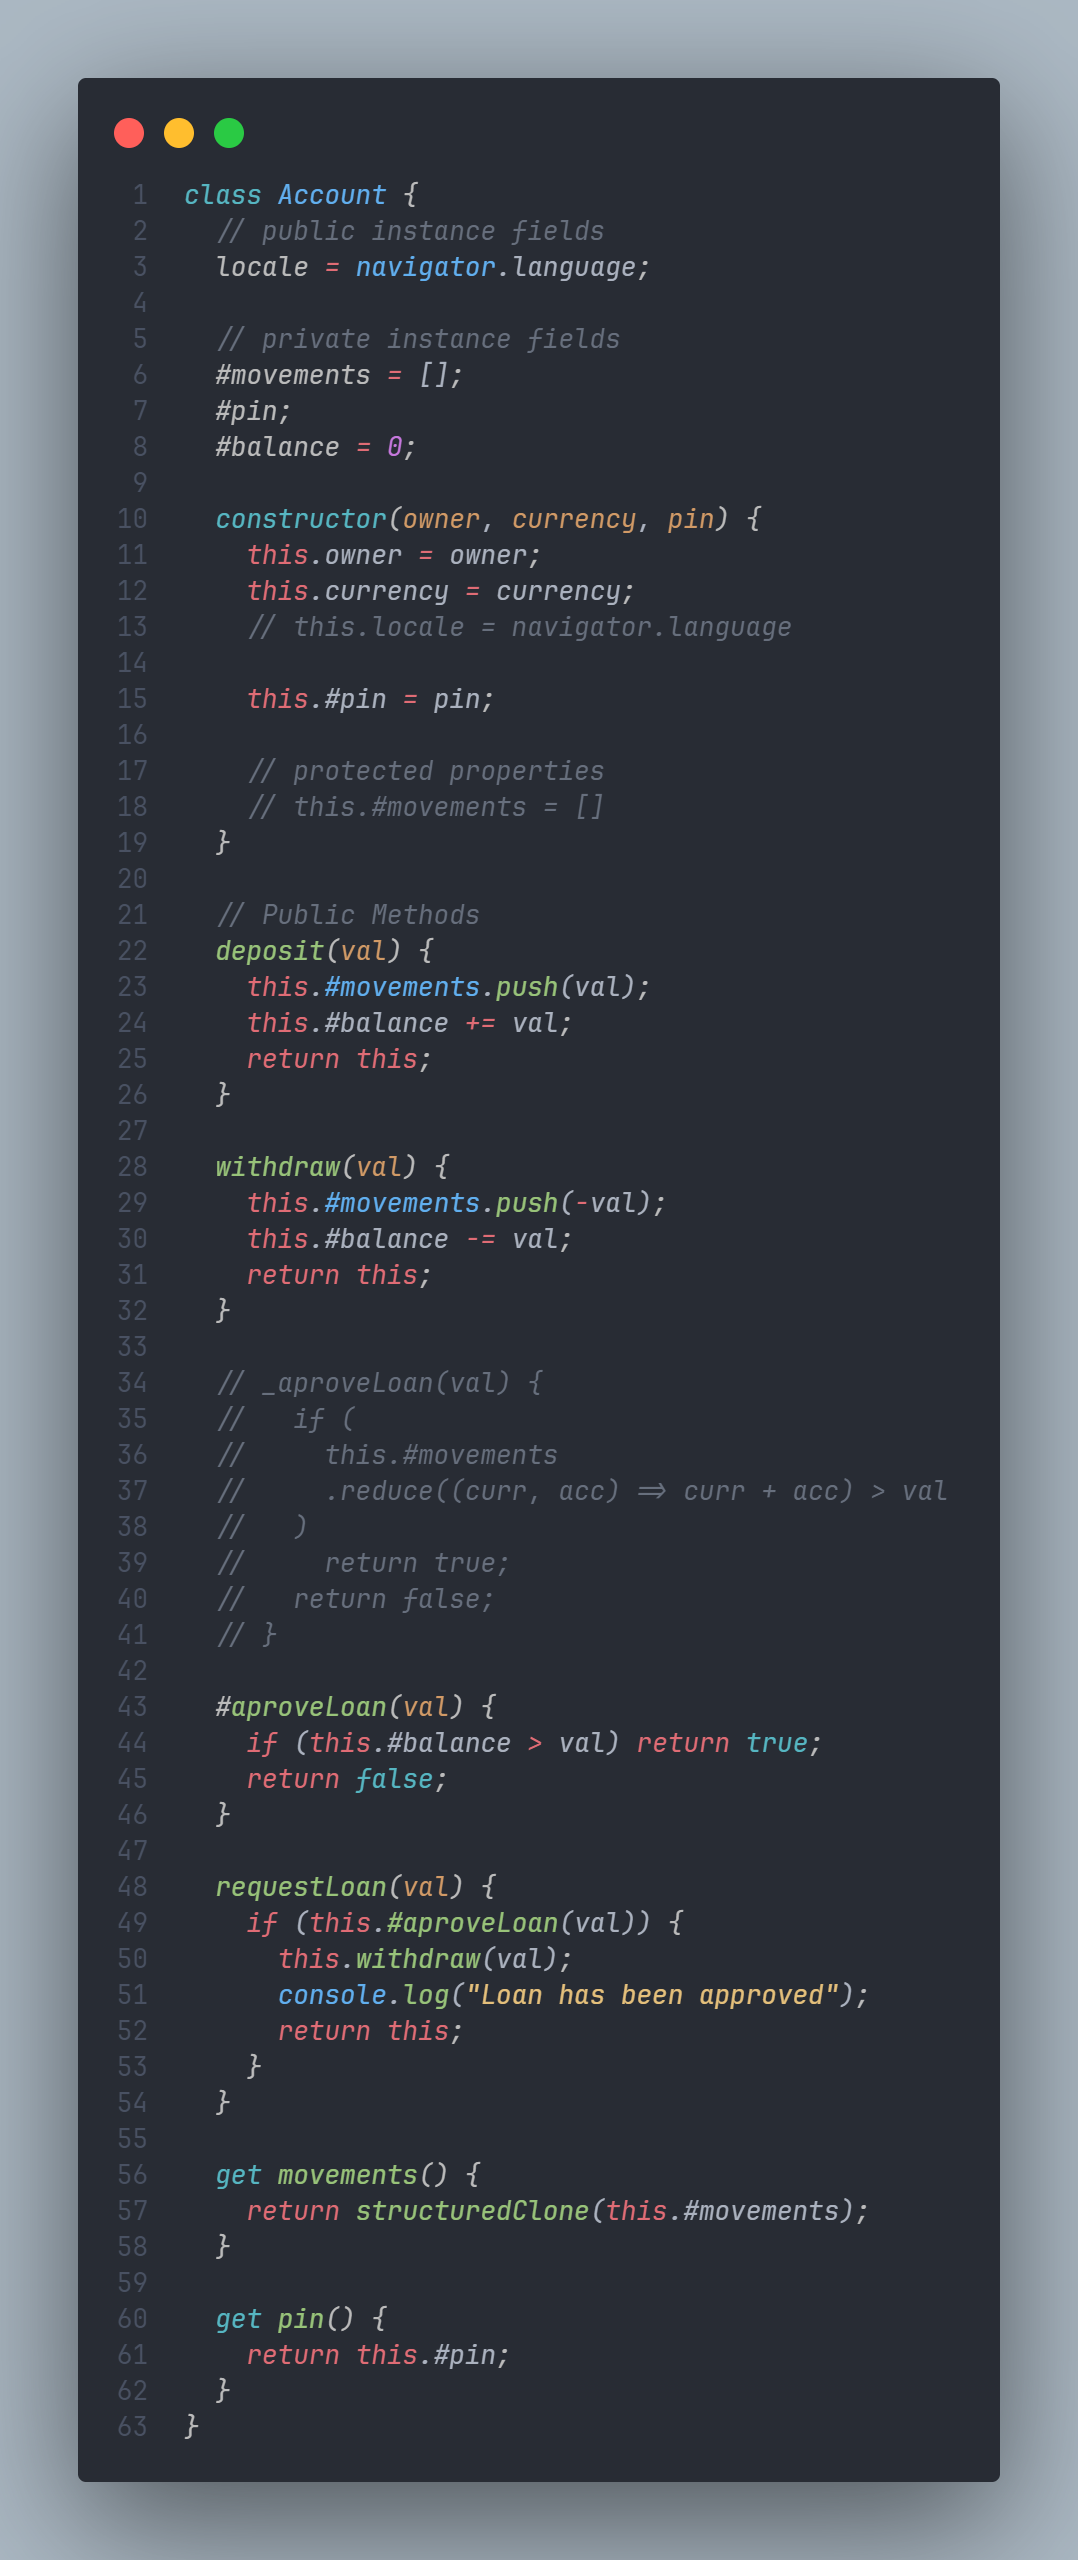 1 class Account {
2   // public instance fields
3   locale = navigator.language;
4
5   // private instance fields
6   #movements = [];
7   #pin;
8   #balance = 0;
9
10   constructor(owner, currency, pin) {
11     this.owner = owner;
12     this.currency = currency;
13     // this.locale = navigator.language
14
15     this.#pin = pin;
16
17     // protected properties
18     // this.#movements = []
19   }
20
21   // Public Methods
22   deposit(val) {
23     this.#movements.push(val);
24     this.#balance += val;
25     return this;
26   }
27
28   withdraw(val) {
29     this.#movements.push(-val);
30     this.#balance -= val;
31     return this;
32   }
33
34   // _aproveLoan(val) {
35   //   if (
36   //     this.#movements
37   //     .reduce((curr, acc) => curr + acc) > val
38   //   )
39   //     return true;
40   //   return false;
41   // }
42
43   #aproveLoan(val) {
44     if (this.#balance > val) return true;
45     return false;
46   }
47
48   requestLoan(val) {
49     if (this.#aproveLoan(val)) {
50       this.withdraw(val);
51       console.log("Loan has been approved");
52       return this;
53     }
54   }
55
56   get movements() {
57     return structuredClone(this.#movements);
58   }
59
60   get pin() {
61     return this.#pin;
62   }
63 }